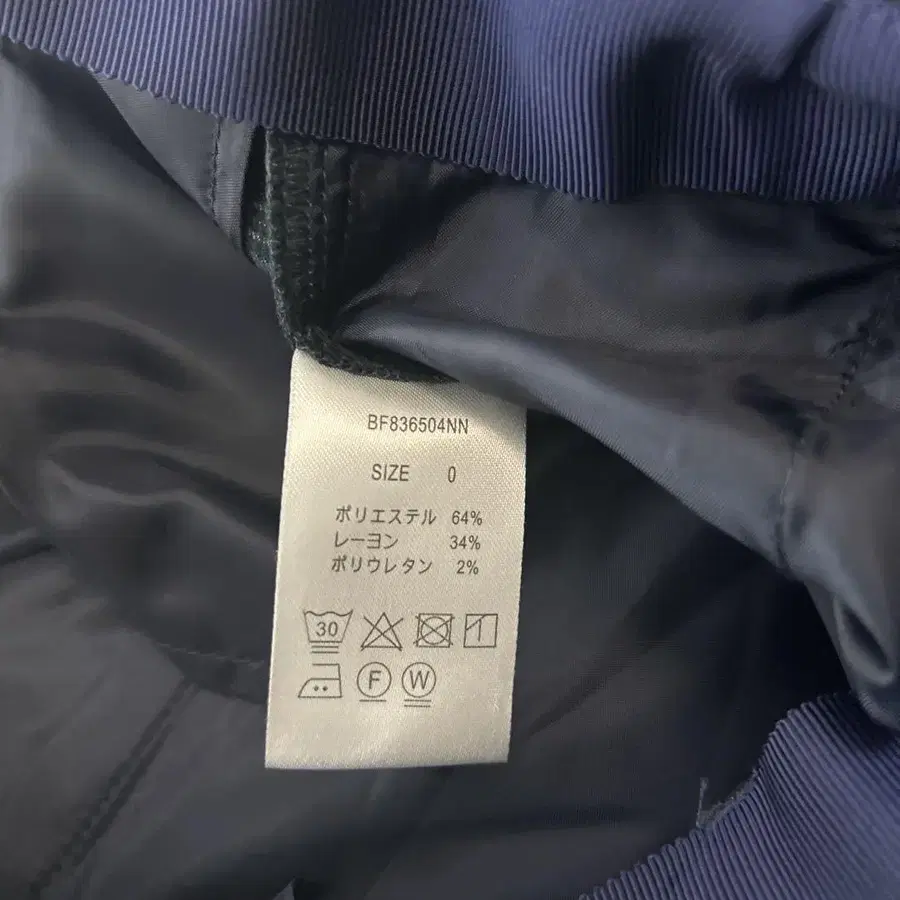 BF836504NN
SIZE 0
ポリエステル 64%
レーヨン 34%
ポリウレタン 2%
30
F W